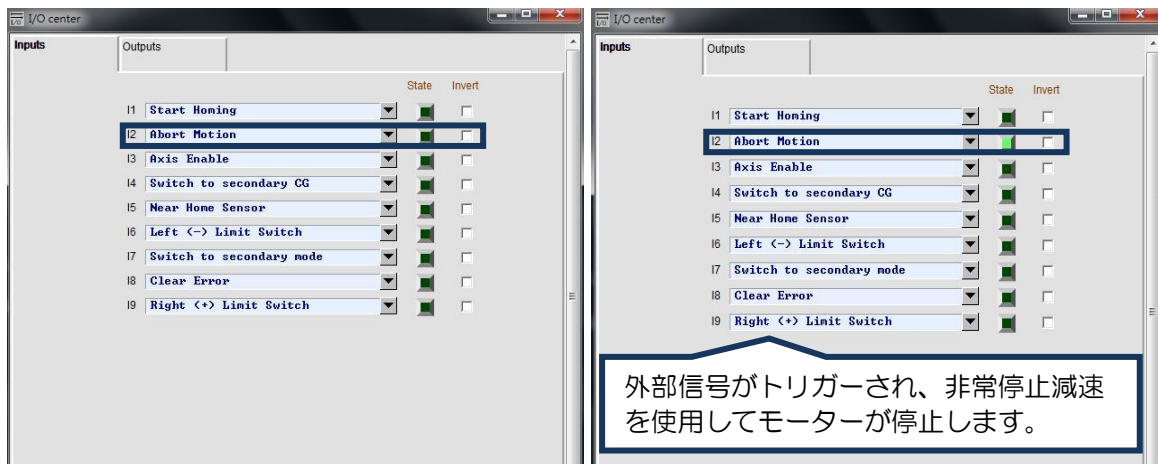 I/O center
Inputs
Outputs
State Invert
I1 Start Homing
I2 Abort Motion
I3 Axis Enable
I4 Switch to secondary CG
I5 Near Home Sensor
I6 Left (-) Limit Switch
I7 Switch to secondary mode
I8 Clear Error
I9 Right (+) Limit Switch
I/O center
Inputs
Outputs
State Invert
I1 Start Homing
I2 Abort Motion
I3 Axis Enable
I4 Switch to secondary CG
I5 Near Home Sensor
I6 Left (-) Limit Switch
I7 Switch to secondary mode
I8 Clear Error
I9 Right (+) Limit Switch
外部信号がトリガーされ、非常停止減速
を使用してモーターが停止します。